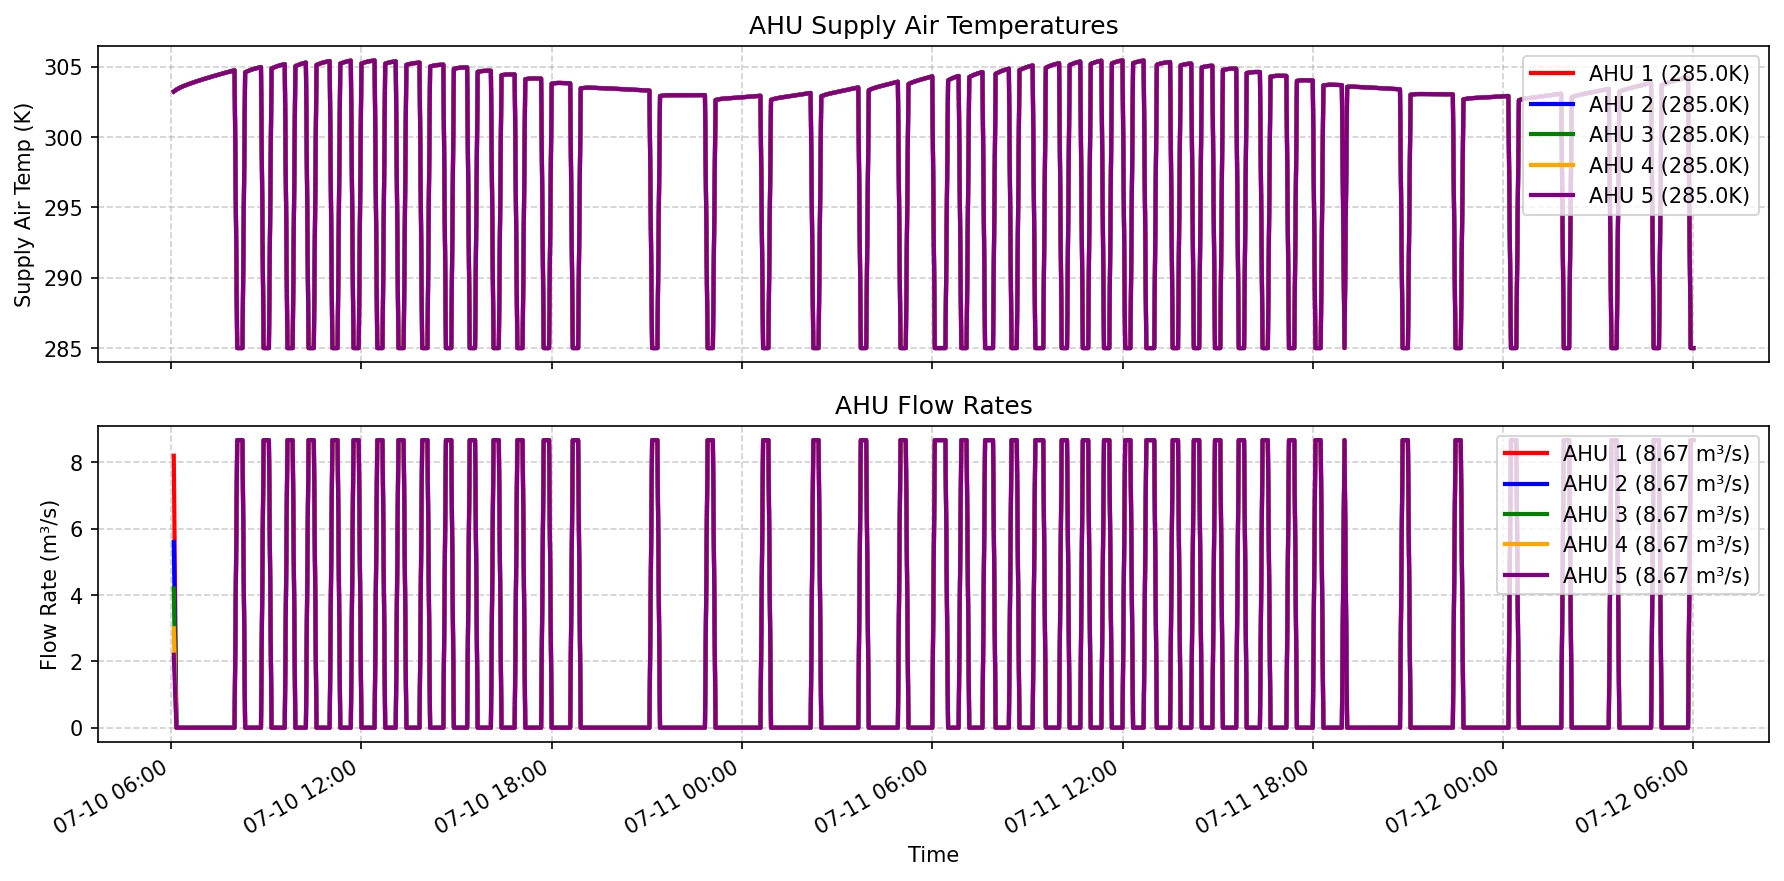 AHU Supply Air Temperatures
Supply Air Temp (K)
305
300
295
290
285
AHU 1 (285.0K)
AHU 2 (285.0K)
AHU 3 (285.0K)
AHU 4 (285.0K)
AHU 5 (285.0K)
AHU Flow Rates
Flow Rate (m³/s)
8
6
4
2
0
AHU 1 (8.67 m³/s)
AHU 2 (8.67 m³/s)
AHU 3 (8.67 m³/s)
AHU 4 (8.67 m³/s)
AHU 5 (8.67 m³/s)
07-10 06:00
07-10 12:00
07-10 18:00
07-11 00:00
07-11 06:00
07-11 12:00
07-11 18:00
07-12 00:00
07-12 06:00
Time